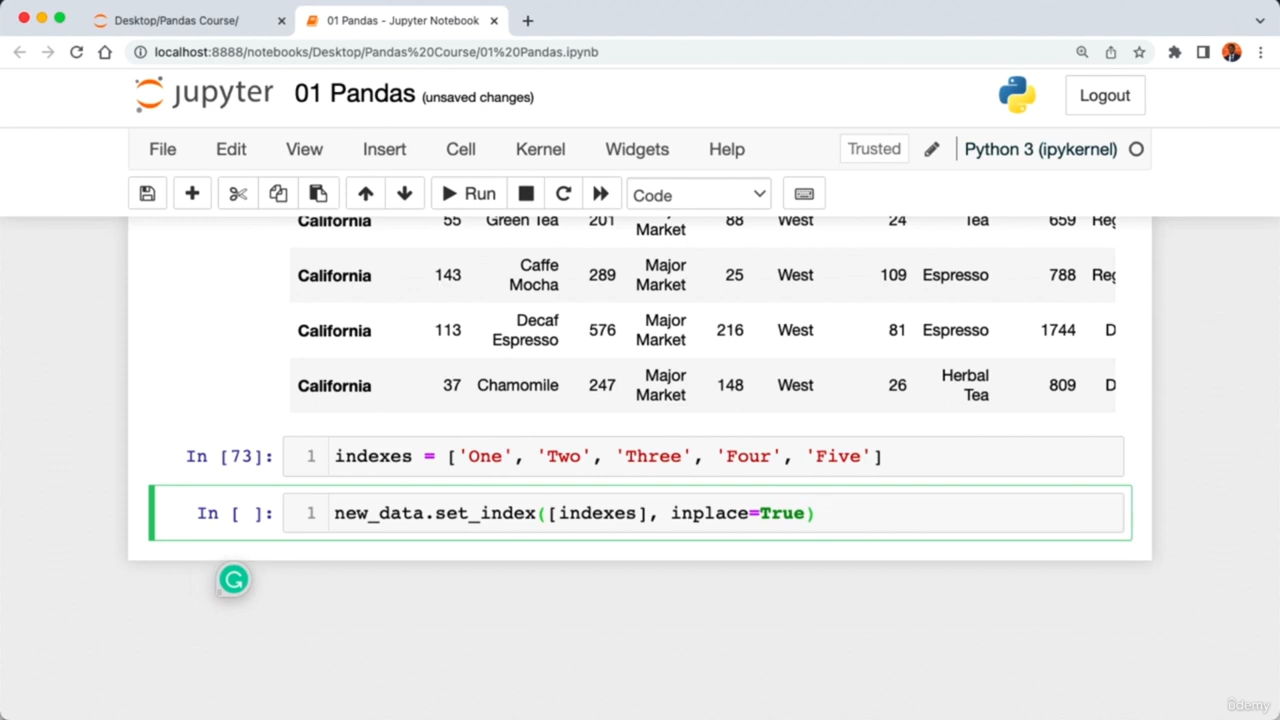 Desktop/Pandas Course/
01 Pandas - Jupyter Notebook
localhost:8888/notebooks/Desktop/Pandas%20Course/01%20Pandas.ipynb
jupyter 01 Pandas (unsaved changes)
Logout
File Edit View Insert Cell Kernel Widgets Help Trusted Python 3 (ipykernel)
Run Code
California 55 Green Tea 201 Major Market 88 West 24 Tea 659 Reg
California 143 Caffe Mocha 289 Major Market 25 West 109 Espresso 788 Reg
California 113 Decaf Espresso 576 Major Market 216 West 81 Espresso 1744 D
California 37 Chamomile 247 Major Market 148 West 26 Herbal Tea 809 D
In [73]: 1 indexes = ['One', 'Two', 'Three', 'Four', 'Five']
In [ ]: 1 new_data.set_index([indexes], inplace=True)
ûdemy